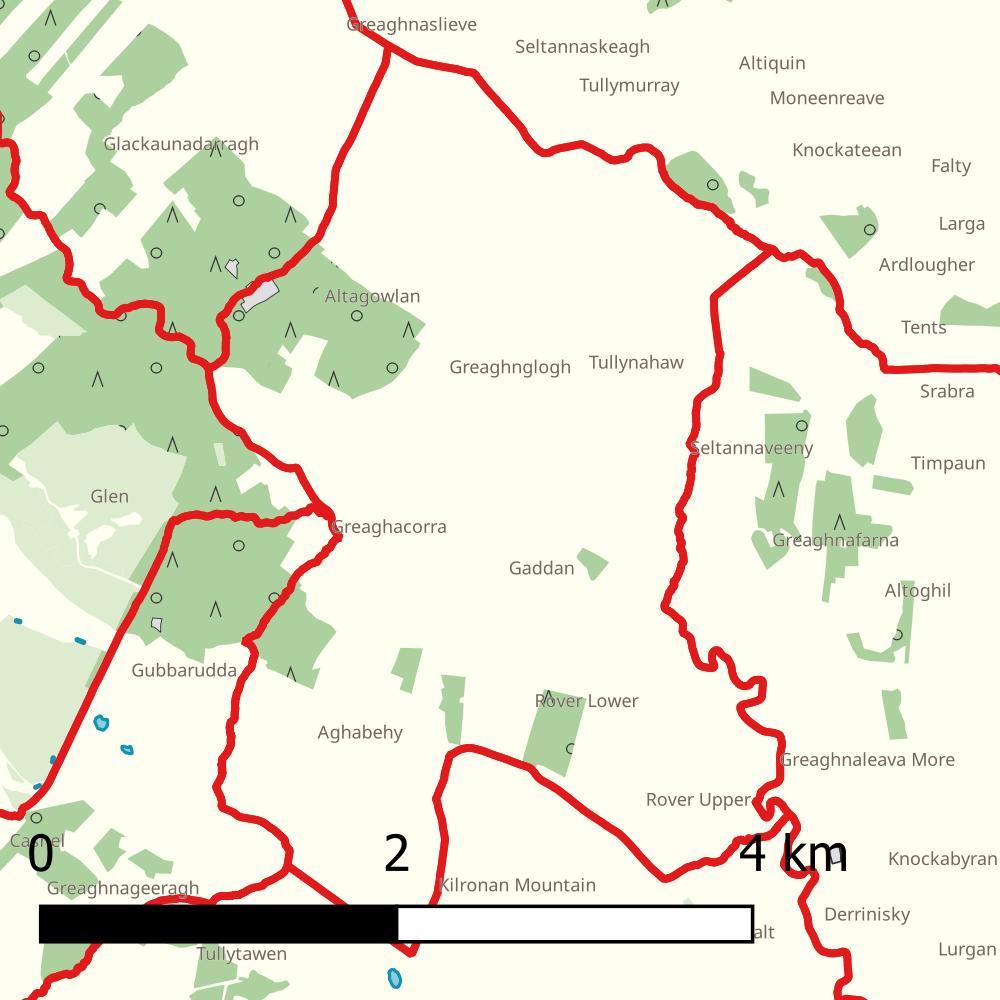 Greaghnaslieve
Seltannaskeagh
Altiquin
Tullymurray
Moneenreave
Glackaunadarragh
Knockateean
Falty
Larga
Ardlougher
Altagowlan
Tents
Greaghnglogh
Tullynahaw
Srabra
Seltannaveeny
Timpaun
Glen
Greaghacorra
Greaghnafarna
Gaddan
Altoghil
Gubbarudda
Rover Lower
Aghabehy
Greaghnaleava More
Rover Upper
Cashel
0
2
4 km
Knockabyran
Greaghnageeragh
Kilronan Mountain
Derrinisky
alt
Tullytawen
Lurgan